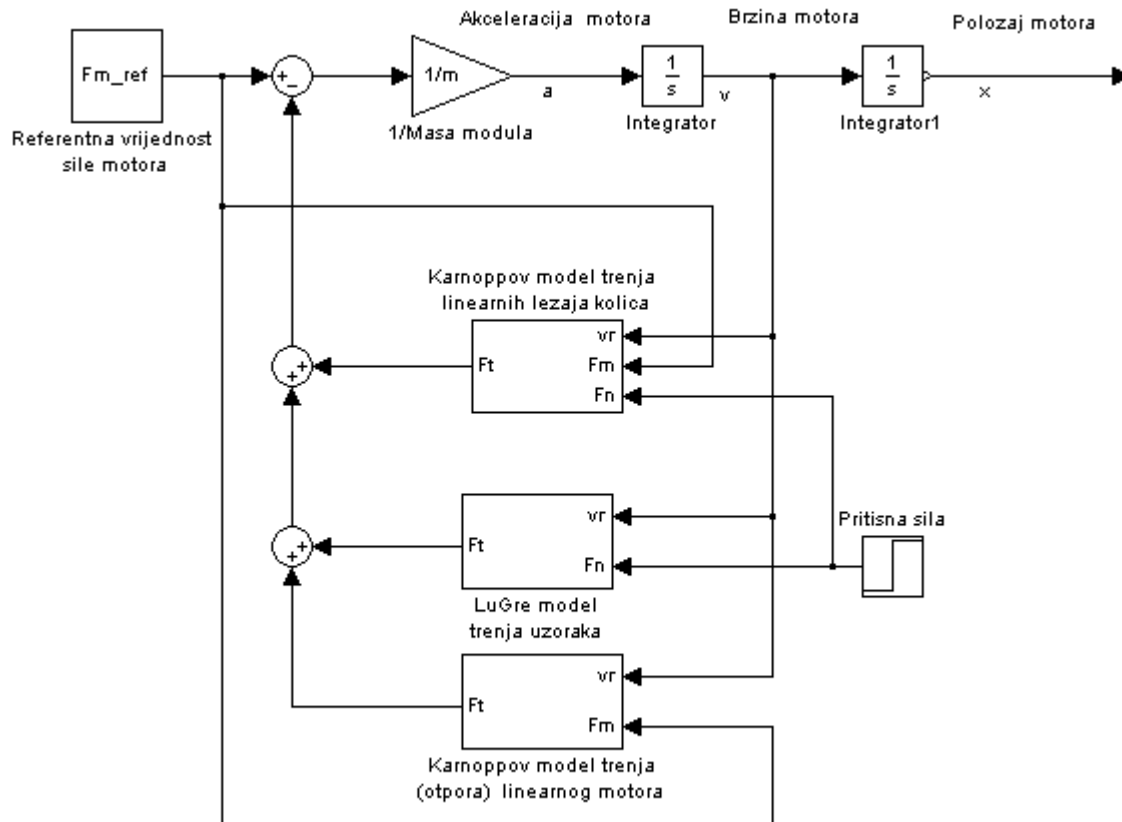 Akceleracija motora
Brzina motora
Polozaj motora
Fm_ref
+
−
1/m
a
1
s
v
1
s
x
Referentna vrijednost
sile motora
1/Masa modula
Integrator
Integrator1
Karnoppov model trenja
linearnih lezaja kolica
vr
Ft
Fm
Fn
+
+
vr
Ft
Fn
+
+
Pritisna sila
LuGre model
trenja uzoraka
vr
Ft
Fm
Karnoppov model trenja
(otpora) linearnog motora